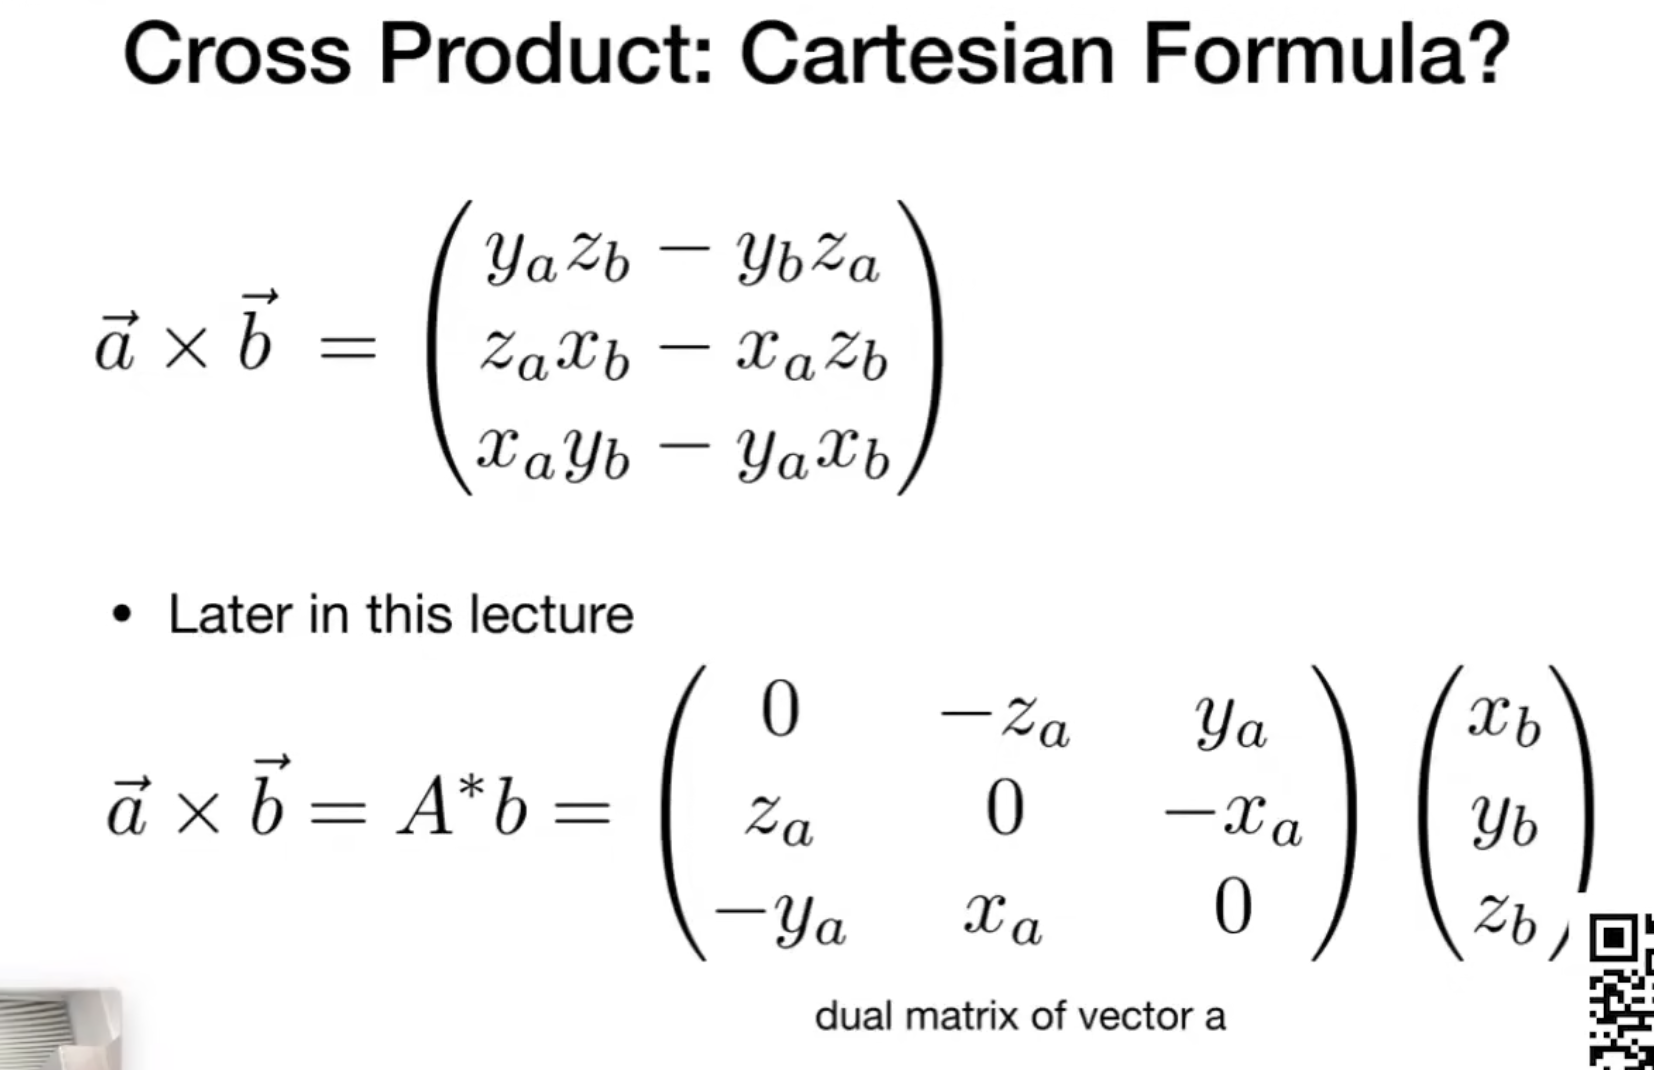 Cross Product: Cartesian Formula?
$\vec{a} \times \vec{b} = \begin{pmatrix} y_a z_b - y_b z_a \\ z_a x_b - x_a z_b \\ x_a y_b - y_a x_b \end{pmatrix}$
• Later in this lecture
$\vec{a} \times \vec{b} = A^* b = \begin{pmatrix} 0 & -z_a & y_a \\ z_a & 0 & -x_a \\ -y_a & x_a & 0 \end{pmatrix} \begin{pmatrix} x_b \\ y_b \\ z_b \end{pmatrix}$
dual matrix of vector a